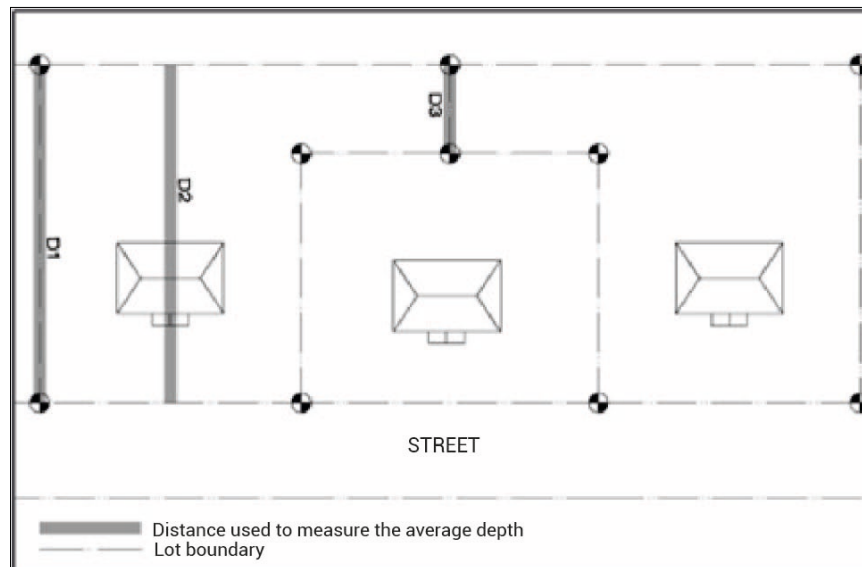 D1
D2
D3
STREET
Distance used to measure the average depth
Lot boundary